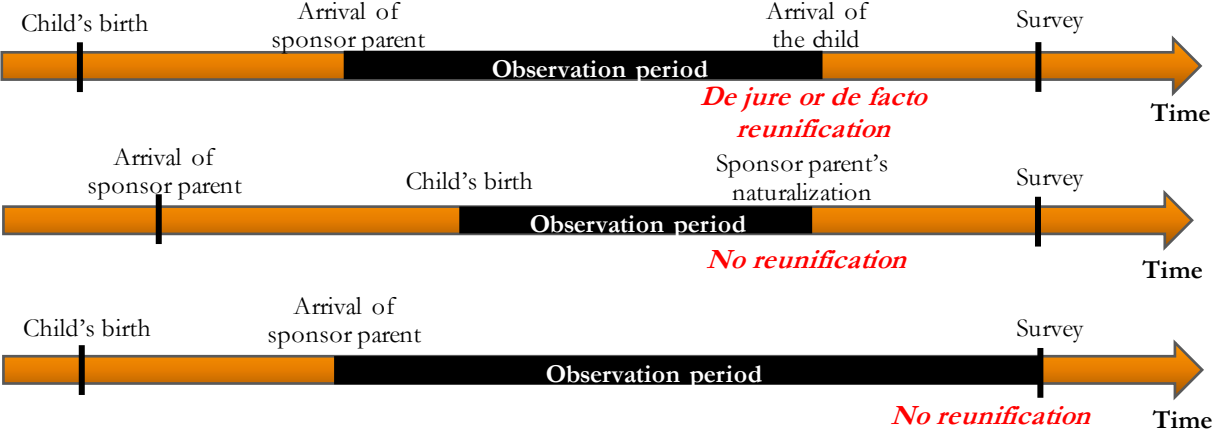 Child's birth
Arrival of
sponsor parent
Arrival of
the child
Survey
Observation period
De jure or de facto
reunification
Time
Arrival of
sponsor parent
Child's birth
Sponsor parent's
naturalization
Survey
Observation period
No reunification
Time
Child's birth
Arrival of
sponsor parent
Survey
Observation period
No reunification
Time